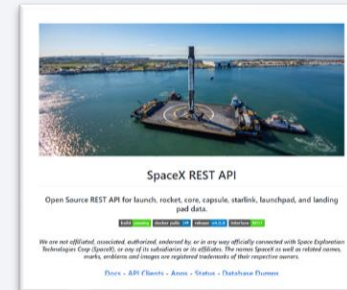 SpaceX REST API
Open Source REST API for launch, rocket, core, capsule, starlink, launchpad, and landing
pad data.
We are not affiliated, associated, authorized, endorsed by, or in any way officially connected with Space Exploration
Technologies Corp (SpaceX), or any of its subsidiaries or its affiliates. The names SpaceX as well as related names,
marks, emblems and images are registered trademarks of their respective owners.
Docs - API Clients - Apps - Status - Database Dumps